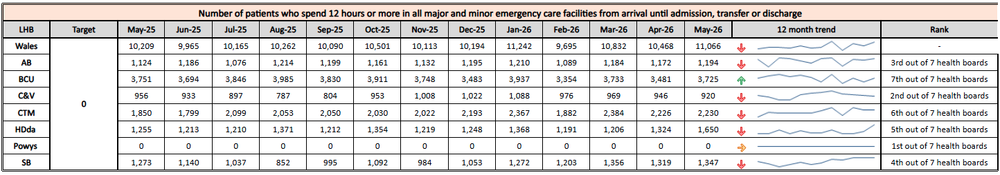 Number of patients who spend 12 hours or more in all major and minor emergency care facilities from arrival until admission, transfer or discharge
LHB Target May-25 Jun-25 Jul-25 Aug-25 Sep-25 Oct-25 Nov-25 Dec-25 Jan-26 Feb-26 Mar-26 Apr-26 May-26 12 month trend Rank
Wales 10,209 9,965 10,165 10,262 10,090 10,501 10,113 10,194 11,242 9,695 10,832 10,468 11,066 -
AB 1,124 1,186 1,076 1,214 1,199 1,161 1,132 1,195 1,210 1,089 1,184 1,172 1,194 3rd out of 7 health boards
BCU 3,751 3,694 3,846 3,985 3,830 3,911 3,748 3,483 3,937 3,354 3,733 3,481 3,725 7th out of 7 health boards
C&V 956 933 897 787 804 953 1,008 1,022 1,088 976 969 946 920 2nd out of 7 health boards
0
CTM 1,850 1,799 2,099 2,053 2,050 2,030 2,022 2,193 2,367 1,882 2,384 2,226 2,230 6th out of 7 health boards
HDda 1,255 1,213 1,210 1,371 1,212 1,354 1,219 1,248 1,368 1,191 1,206 1,324 1,650 5th out of 7 health boards
Powys 0 0 0 0 0 0 0 0 0 0 0 0 0 1st out of 7 health boards
SB 1,273 1,140 1,037 852 995 1,092 984 1,053 1,272 1,203 1,356 1,319 1,347 4th out of 7 health boards